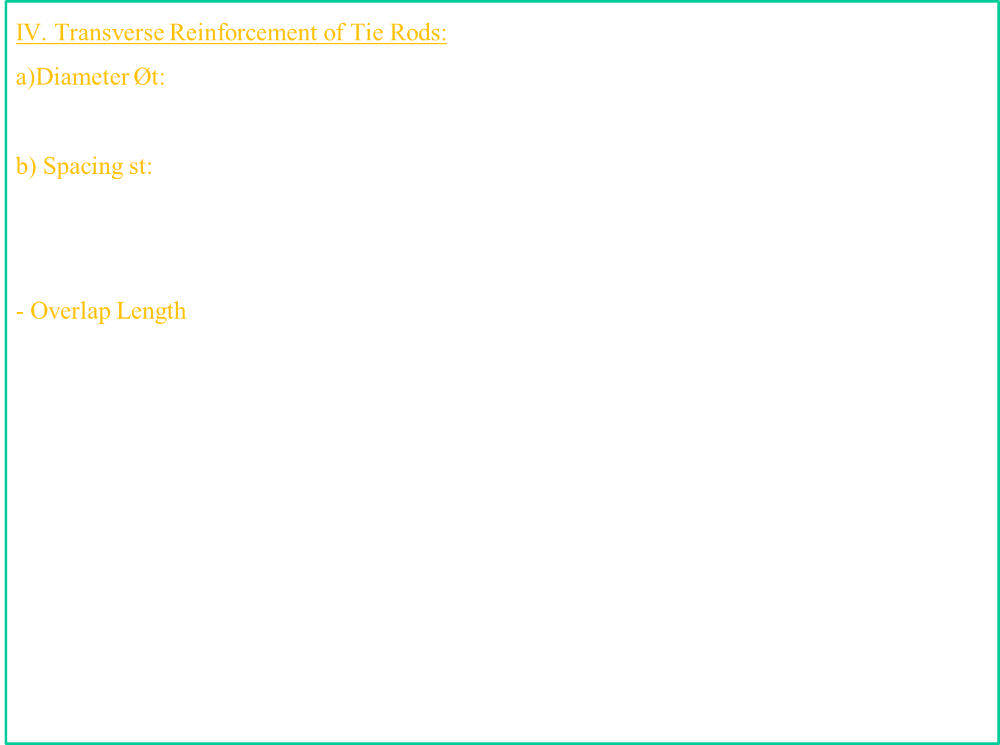 IV. Transverse Reinforcement of Tie Rods:
a)Diameter Øt:
b) Spacing st:
- Overlap Length